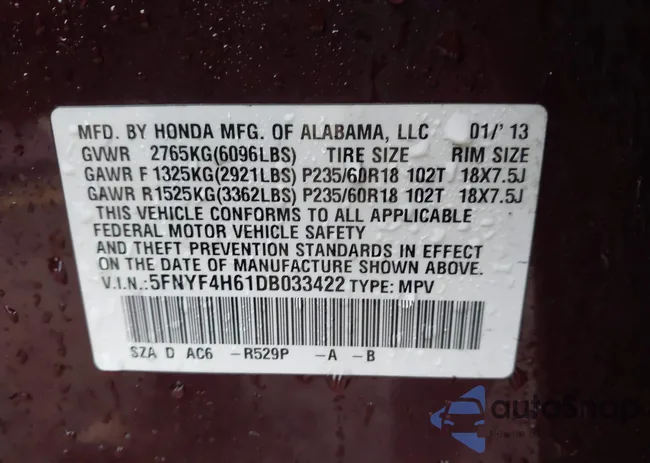 MFD. BY HONDA MFG. OF ALABAMA, LLC 01/'13
GVWR 2765KG(6096LBS) TIRE SIZE RIM SIZE
GAWR F 1325KG(2921LBS) P235/60R18 102T 18X7.5J
GAWR R1525KG(3362LBS) P235/60R18 102T 18X7.5J
THIS VEHICLE CONFORMS TO ALL APPLICABLE
FEDERAL MOTOR VEHICLE SAFETY
AND THEFT PREVENTION STANDARDS IN EFFECT
ON THE DATE OF MANUFACTURE SHOWN ABOVE.
V.I.N.:5FNYF4H61DB033422 TYPE: MPV
SZA D AC6 -R529P -A -B
autoSnap